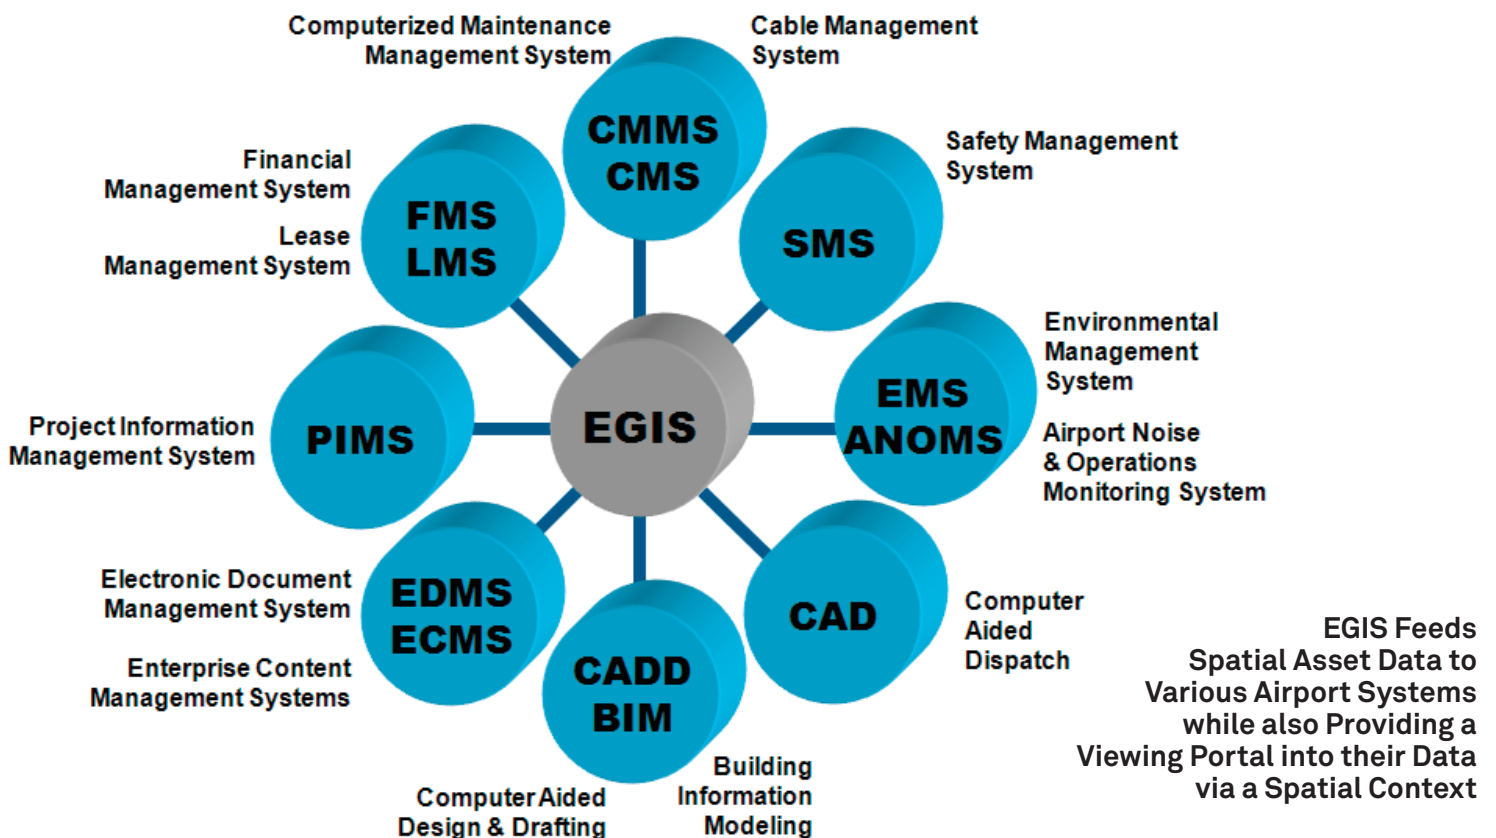 Computerized Maintenance
Management System
Cable Management
System
CMMS
CMS
Safety Management
System
SMS
Financial
Management System
Lease
Management System
FMS
LMS
Environmental
Management
System
EMS
ANOMS
Airport Noise
& Operations
Monitoring System
EGIS
Project Information
Management System
PIMS
Electronic Document
Management System
EDMS
ECMS
Enterprise Content
Management Systems
CAD
Computer
Aided
Dispatch
CADD
BIM
Computer Aided
Design & Drafting
Building
Information
Modeling
EGIS Feeds
Spatial Asset Data to
Various Airport Systems
while also Providing a
Viewing Portal into their Data
via a Spatial Context